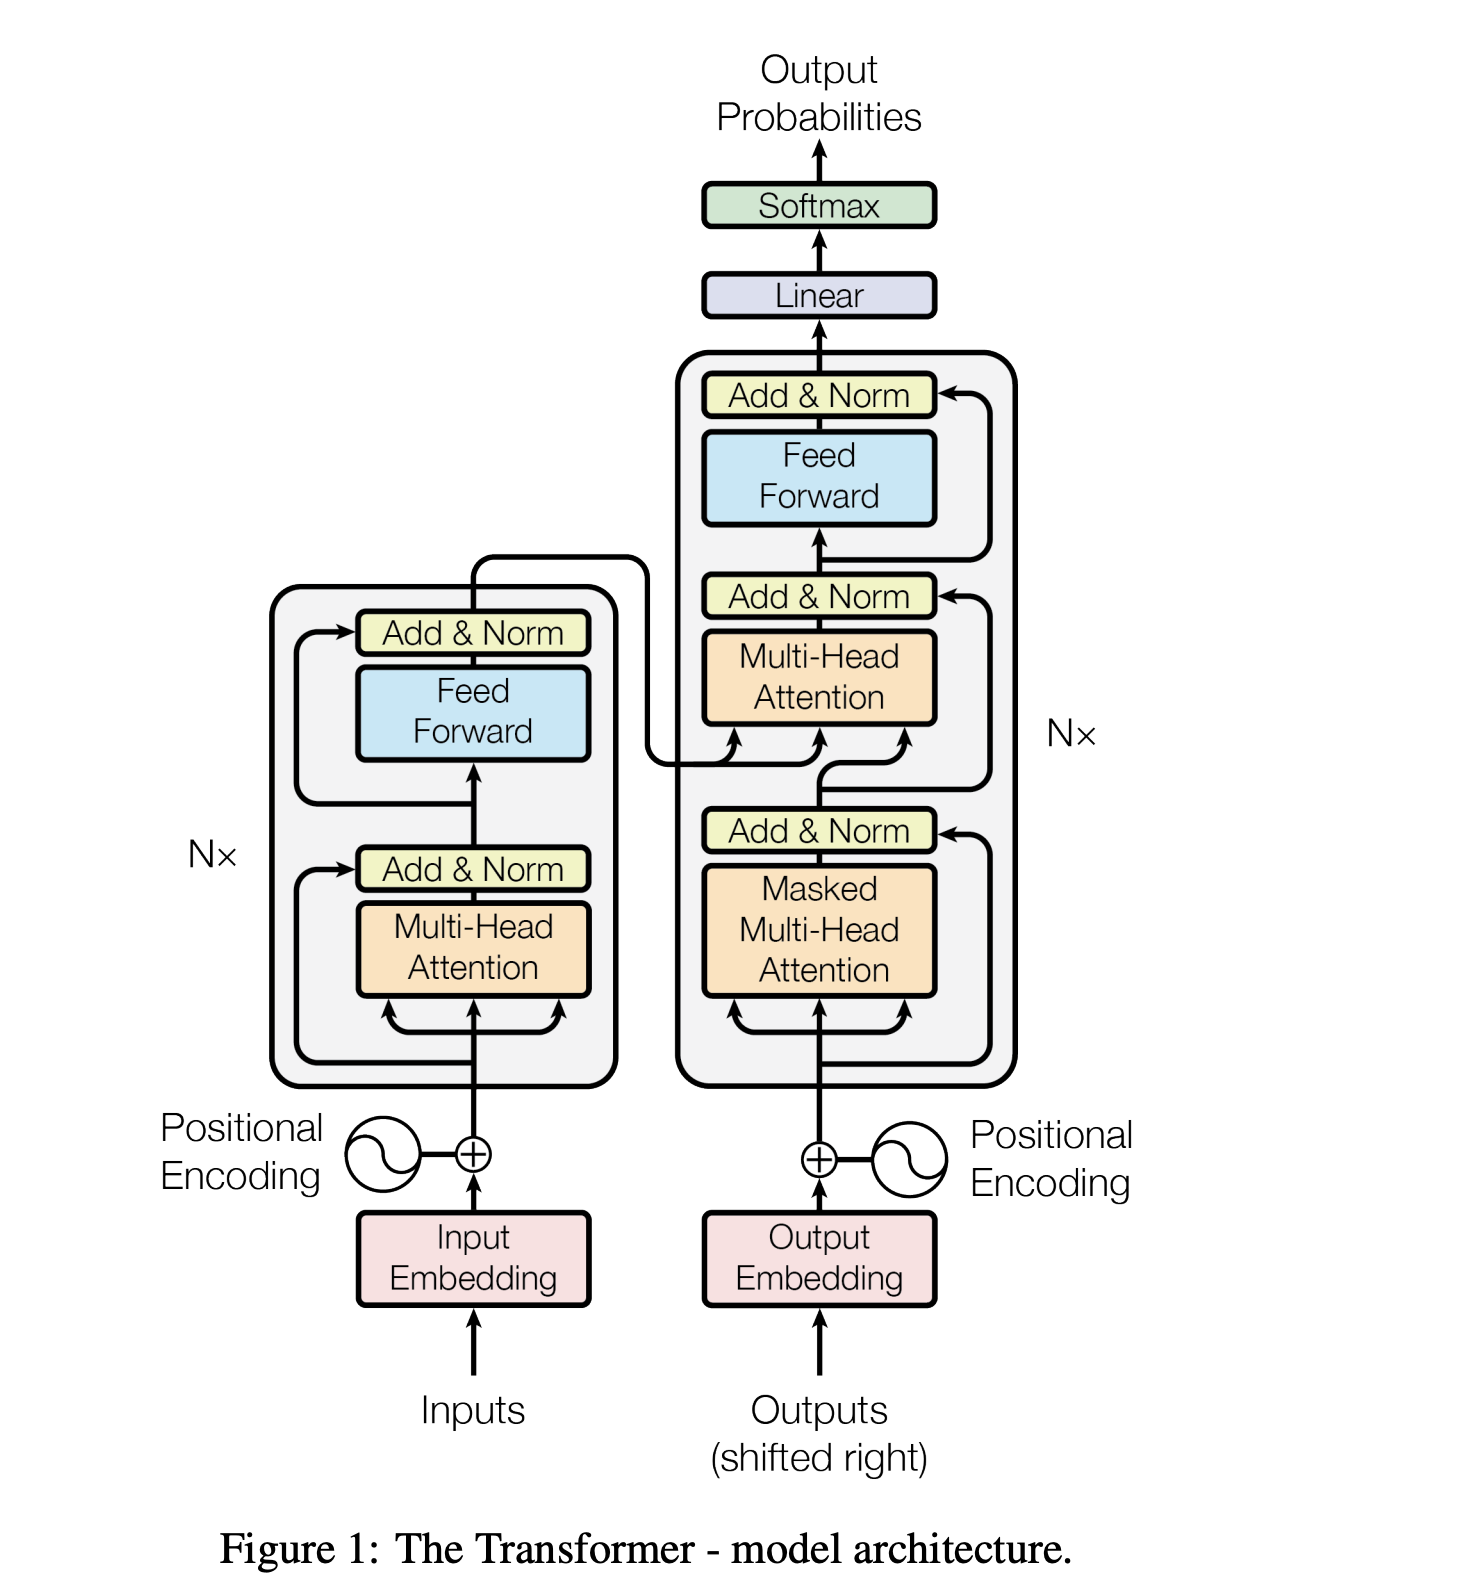 Output
Probabilities
Softmax
Linear
Add & Norm
Feed
Forward
Add & Norm
Multi-Head
Attention
Add & Norm
Masked
Multi-Head
Attention
N×
Add & Norm
Feed
Forward
Add & Norm
Multi-Head
Attention
N×
Positional
Encoding
Positional
Encoding
Input
Embedding
Output
Embedding
Inputs
Outputs
(shifted right)
Figure 1: The Transformer - model architecture.